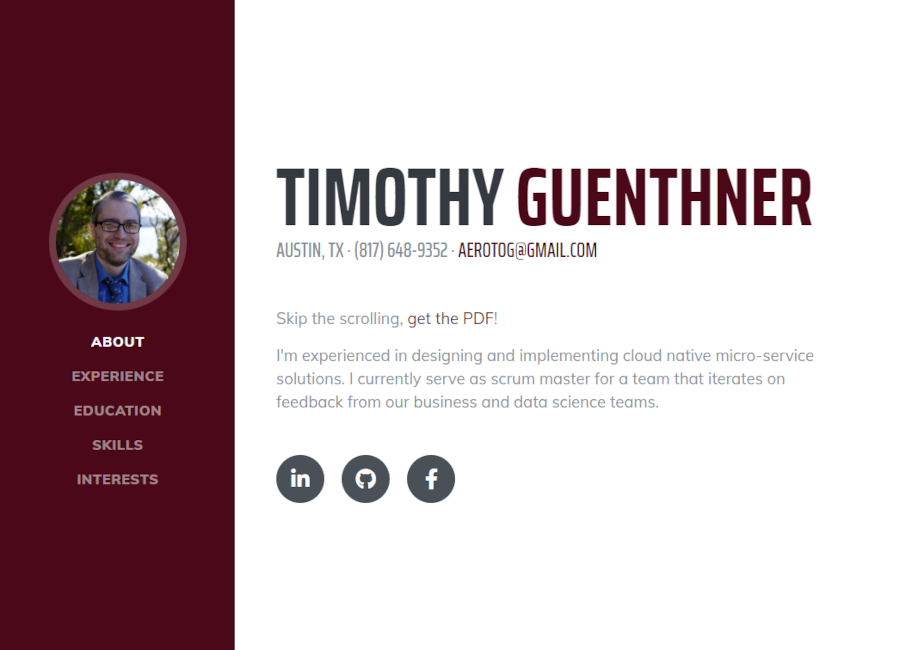 ABOUT
EXPERIENCE
EDUCATION
SKILLS
INTERESTS
TIMOTHY GUENTHNER
AUSTIN, TX · (817) 648-9352 · AEROTOG@GMAIL.COM
Skip the scrolling, get the PDF!
I'm experienced in designing and implementing cloud native micro-service
solutions. I currently serve as scrum master for a team that iterates on
feedback from our business and data science teams.
in
f